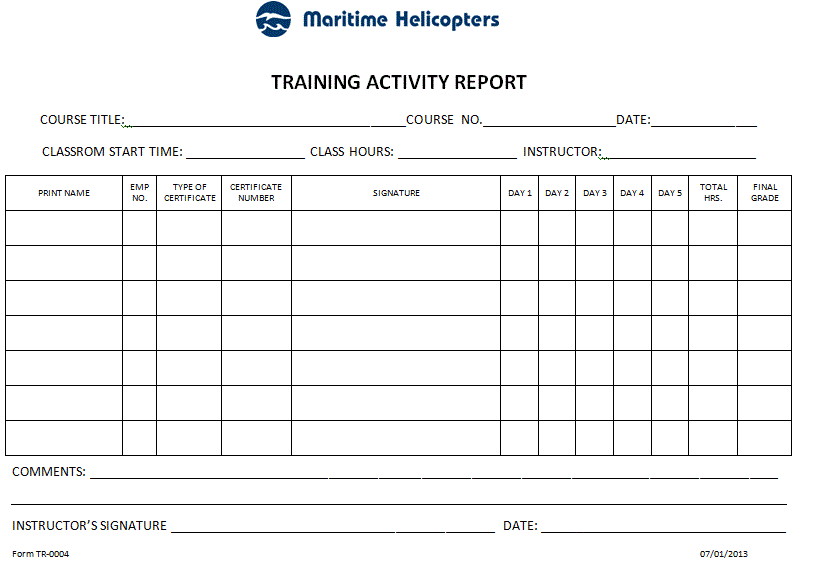 Maritime Helicopters
TRAINING ACTIVITY REPORT
COURSE TITLE: COURSE NO. DATE:
CLASSROM START TIME: CLASS HOURS: INSTRUCTOR:
PRINT NAME EMP NO. TYPE OF CERTIFICATE CERTIFICATE NUMBER SIGNATURE DAY 1 DAY 2 DAY 3 DAY 4 DAY 5 TOTAL HRS. FINAL GRADE
COMMENTS:
INSTRUCTOR'S SIGNATURE DATE:
Form TR-0004 07/01/2013